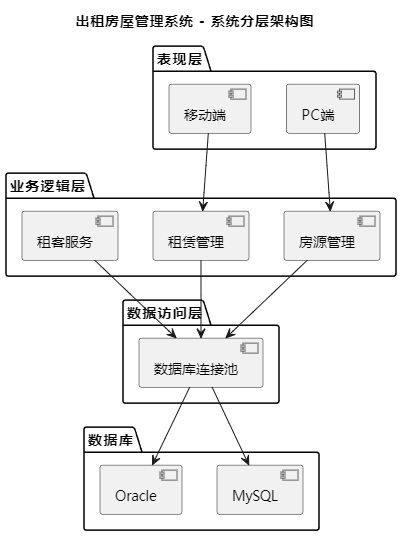 出租房屋管理系统 - 系统分层架构图
表现层
移动端
PC端
业务逻辑层
租客服务
租赁管理
房源管理
数据访问层
数据库连接池
数据库
Oracle
MySQL